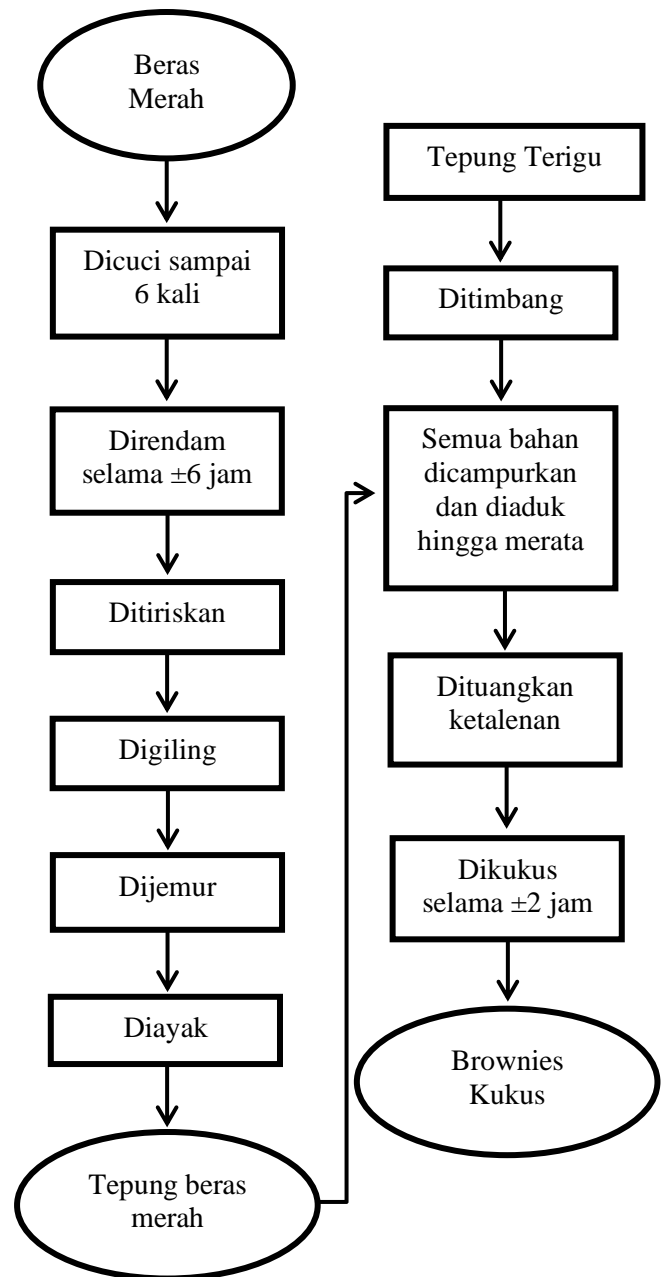 Beras
Merah
Dicuci sampai
6 kali
Direndam
selama ±6 jam
Ditiriskan
Digiling
Dijemur
Diayak
Tepung beras
merah
Tepung Terigu
Ditimbang
Semua bahan
dicampurkan
dan diaduk
hingga merata
Dituangkan
ketalenan
Dikukus
selama ±2 jam
Brownies
Kukus